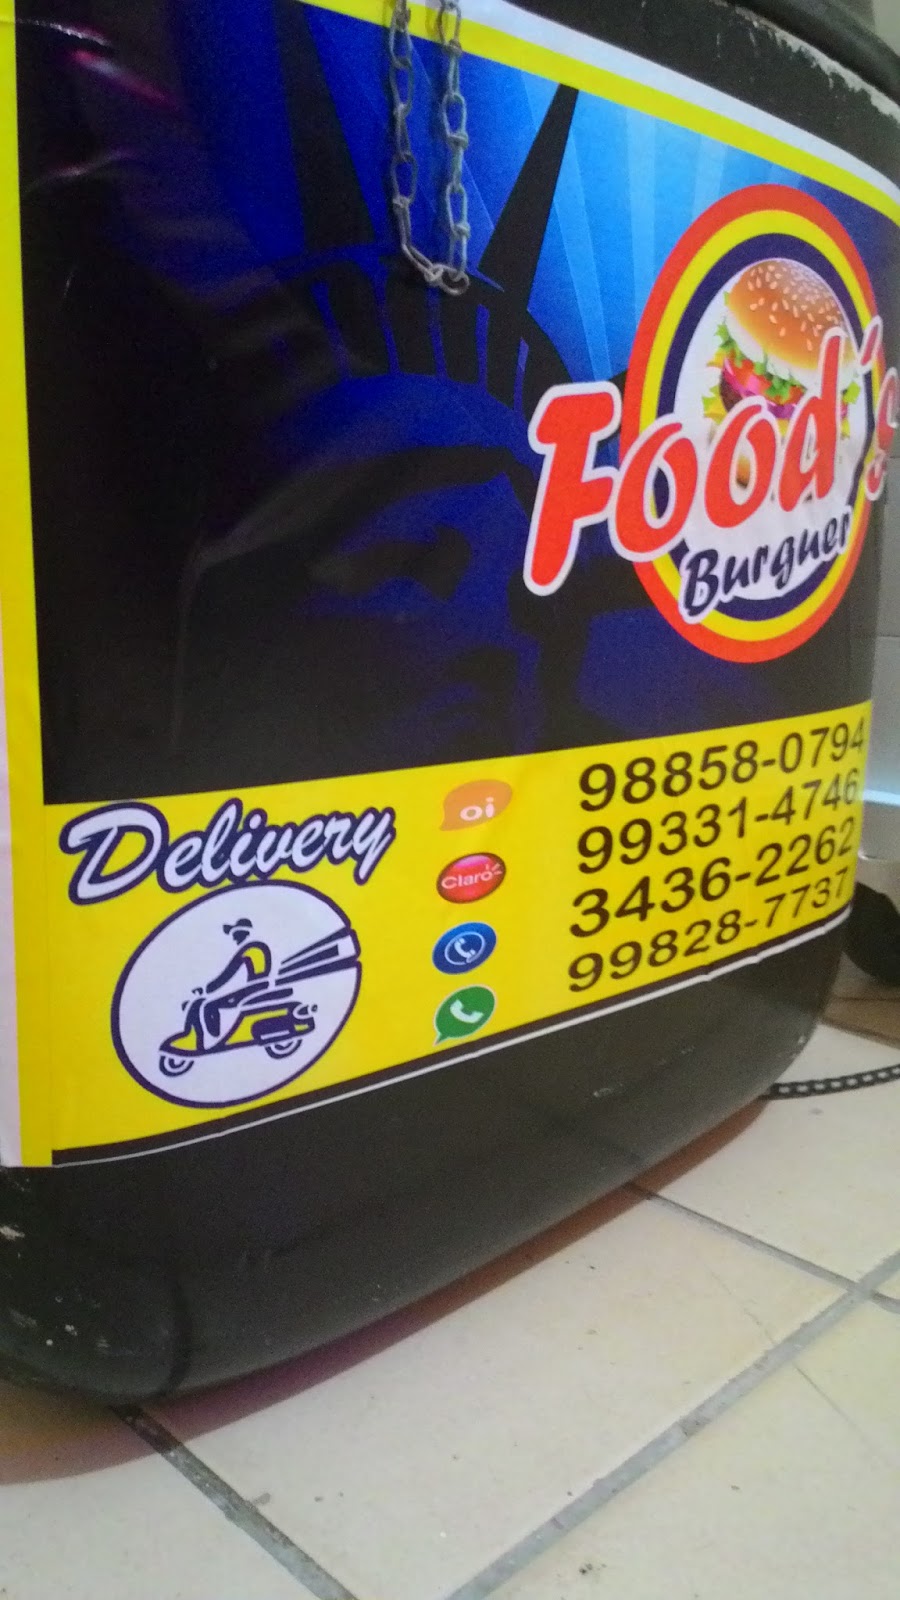 Food's
Burguer
Delivery
oi 98858-0794
Claro 99331-4746
3436-2262
99828-7737